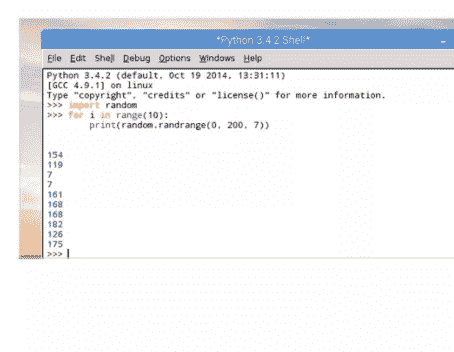 *Python 3.4.2 Shell*
File Edit Shell Debug Options Windows Help
Python 3.4.2 (default, Oct 19 2014, 13:31:11)
[GCC 4.9.1] on linux
Type "copyright", "credits" or "license()" for more information.
>>> import random
>>> for i in range(10):
print(random.randrange(0, 200, 7))
154
119
7
7
161
168
168
182
126
175
>>>